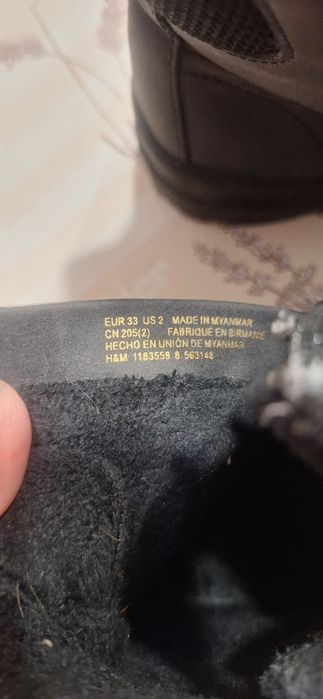 EUR 33 US 2 MADE IN MYANMAR
CN 205(2) FABRIQUE EN BIRMANIE
HECHO EN UNIÓN DE MYANMAR
H&M 1183559 8 563148